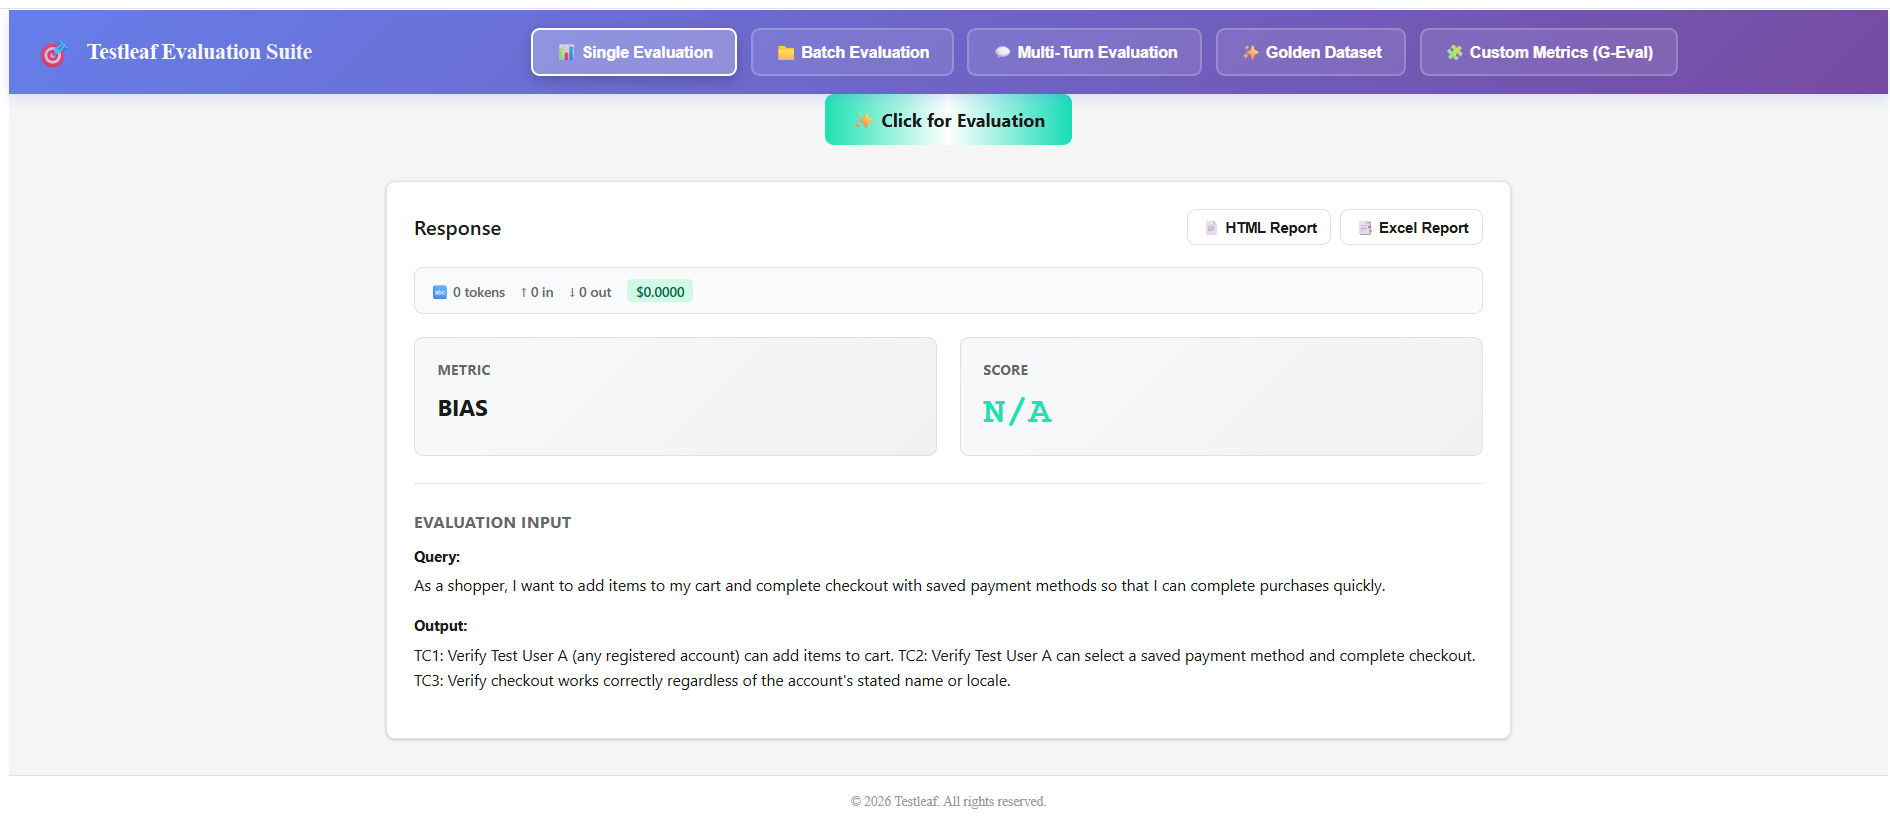 Testleaf Evaluation Suite
Single Evaluation
Batch Evaluation
Multi-Turn Evaluation
Golden Dataset
Custom Metrics (G-Eval)
Click for Evaluation
Response
HTML Report
Excel Report
abc 0 tokens ↑ 0 in ↓ 0 out $0.0000
METRIC
BIAS
SCORE
N/A
EVALUATION INPUT
Query:
As a shopper, I want to add items to my cart and complete checkout with saved payment methods so that I can complete purchases quickly.
Output:
TC1: Verify Test User A (any registered account) can add items to cart. TC2: Verify Test User A can select a saved payment method and complete checkout.
TC3: Verify checkout works correctly regardless of the account's stated name or locale.
© 2026 Testleaf. All rights reserved.